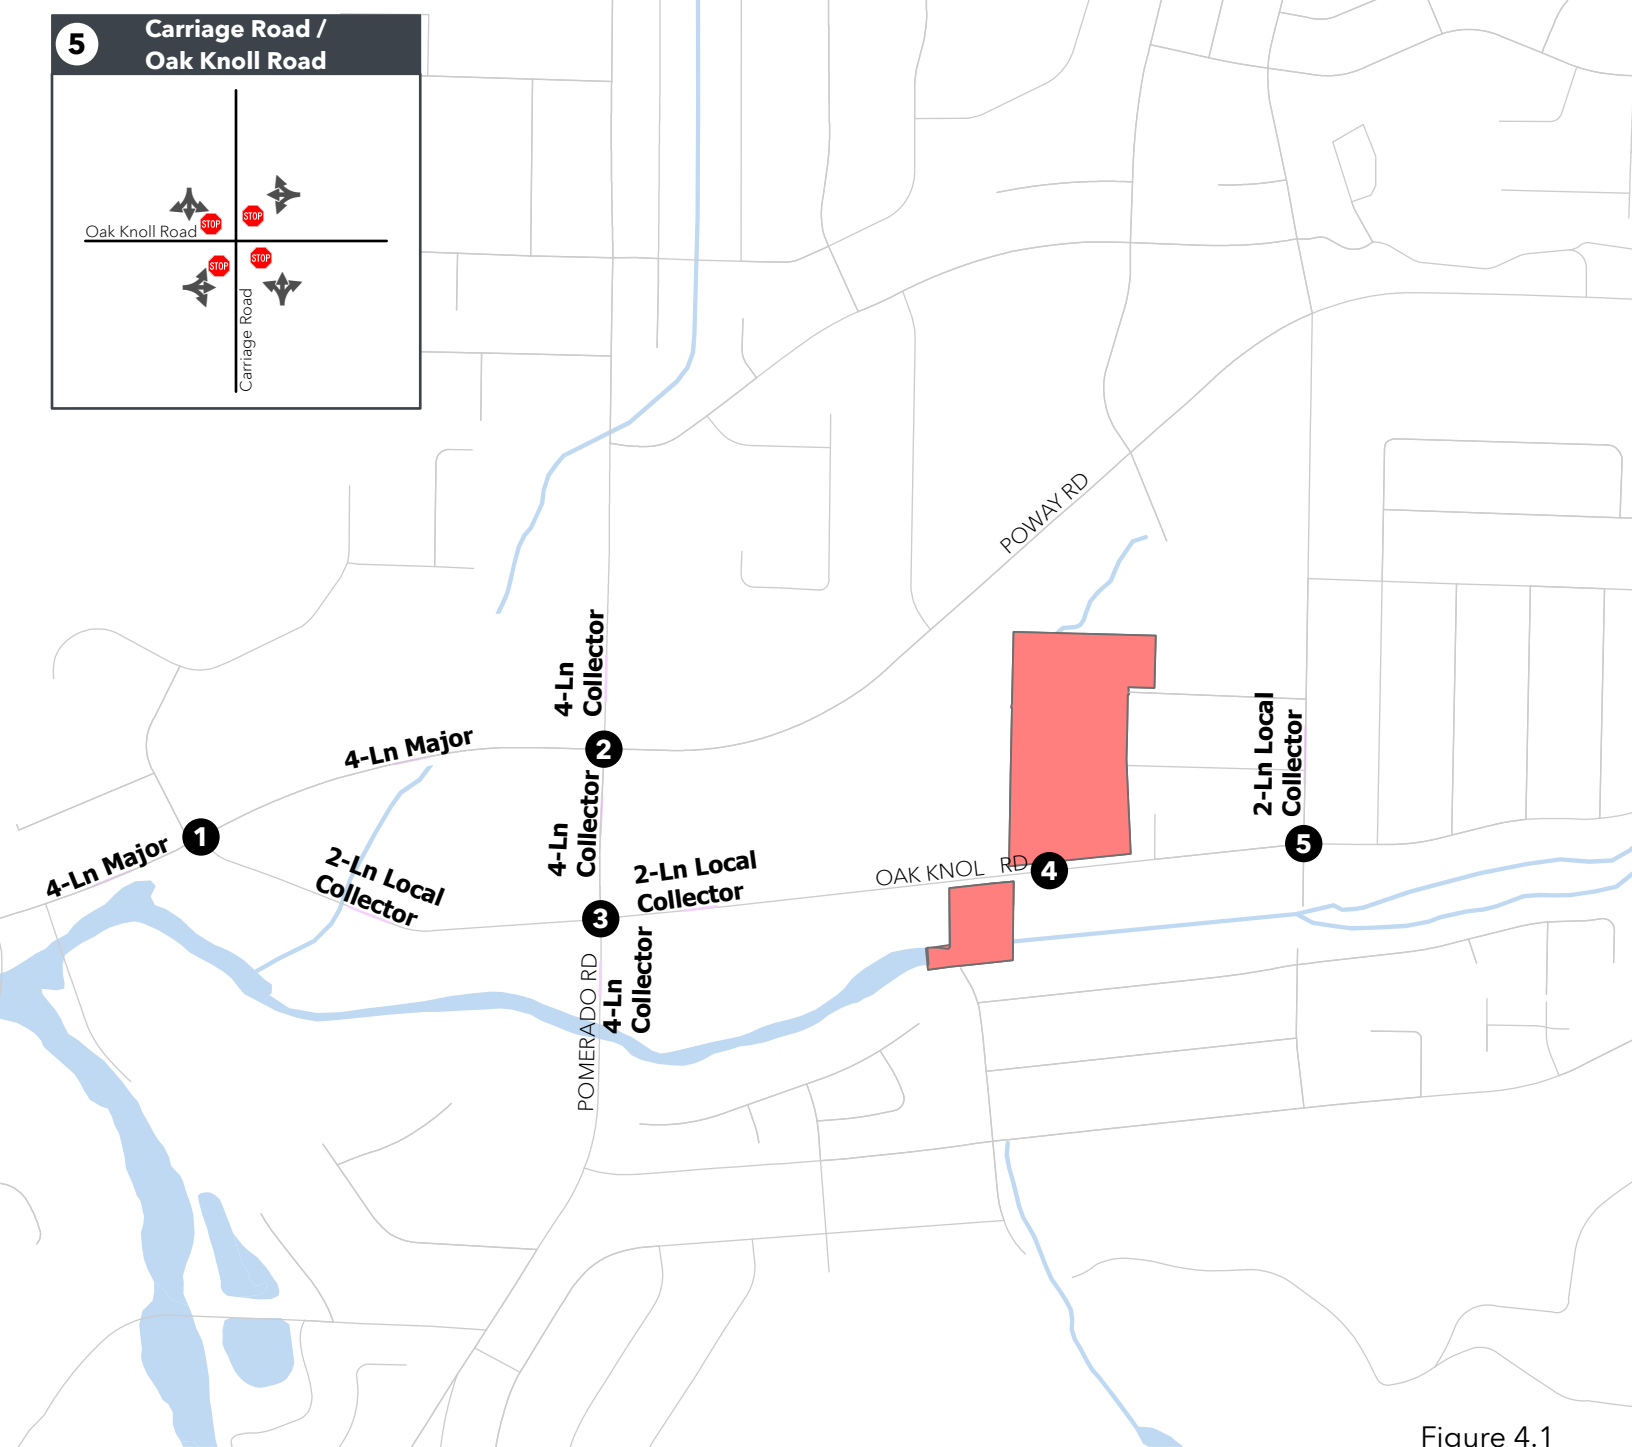 5
Carriage Road /
Oak Knoll Road
STOP
STOP
Oak Knoll Road
STOP
STOP
Carriage Road
POWAY RD
4-Ln
Collector
2
4-Ln Major
2-Ln Local
Collector
1
4-Ln Major
4-Ln
Collector
5
2-Ln Local
Collector
2-Ln Local
Collector
OAK KNOL RD
4
3
4-Ln
Collector
POMERADO RD
Figure 4.1